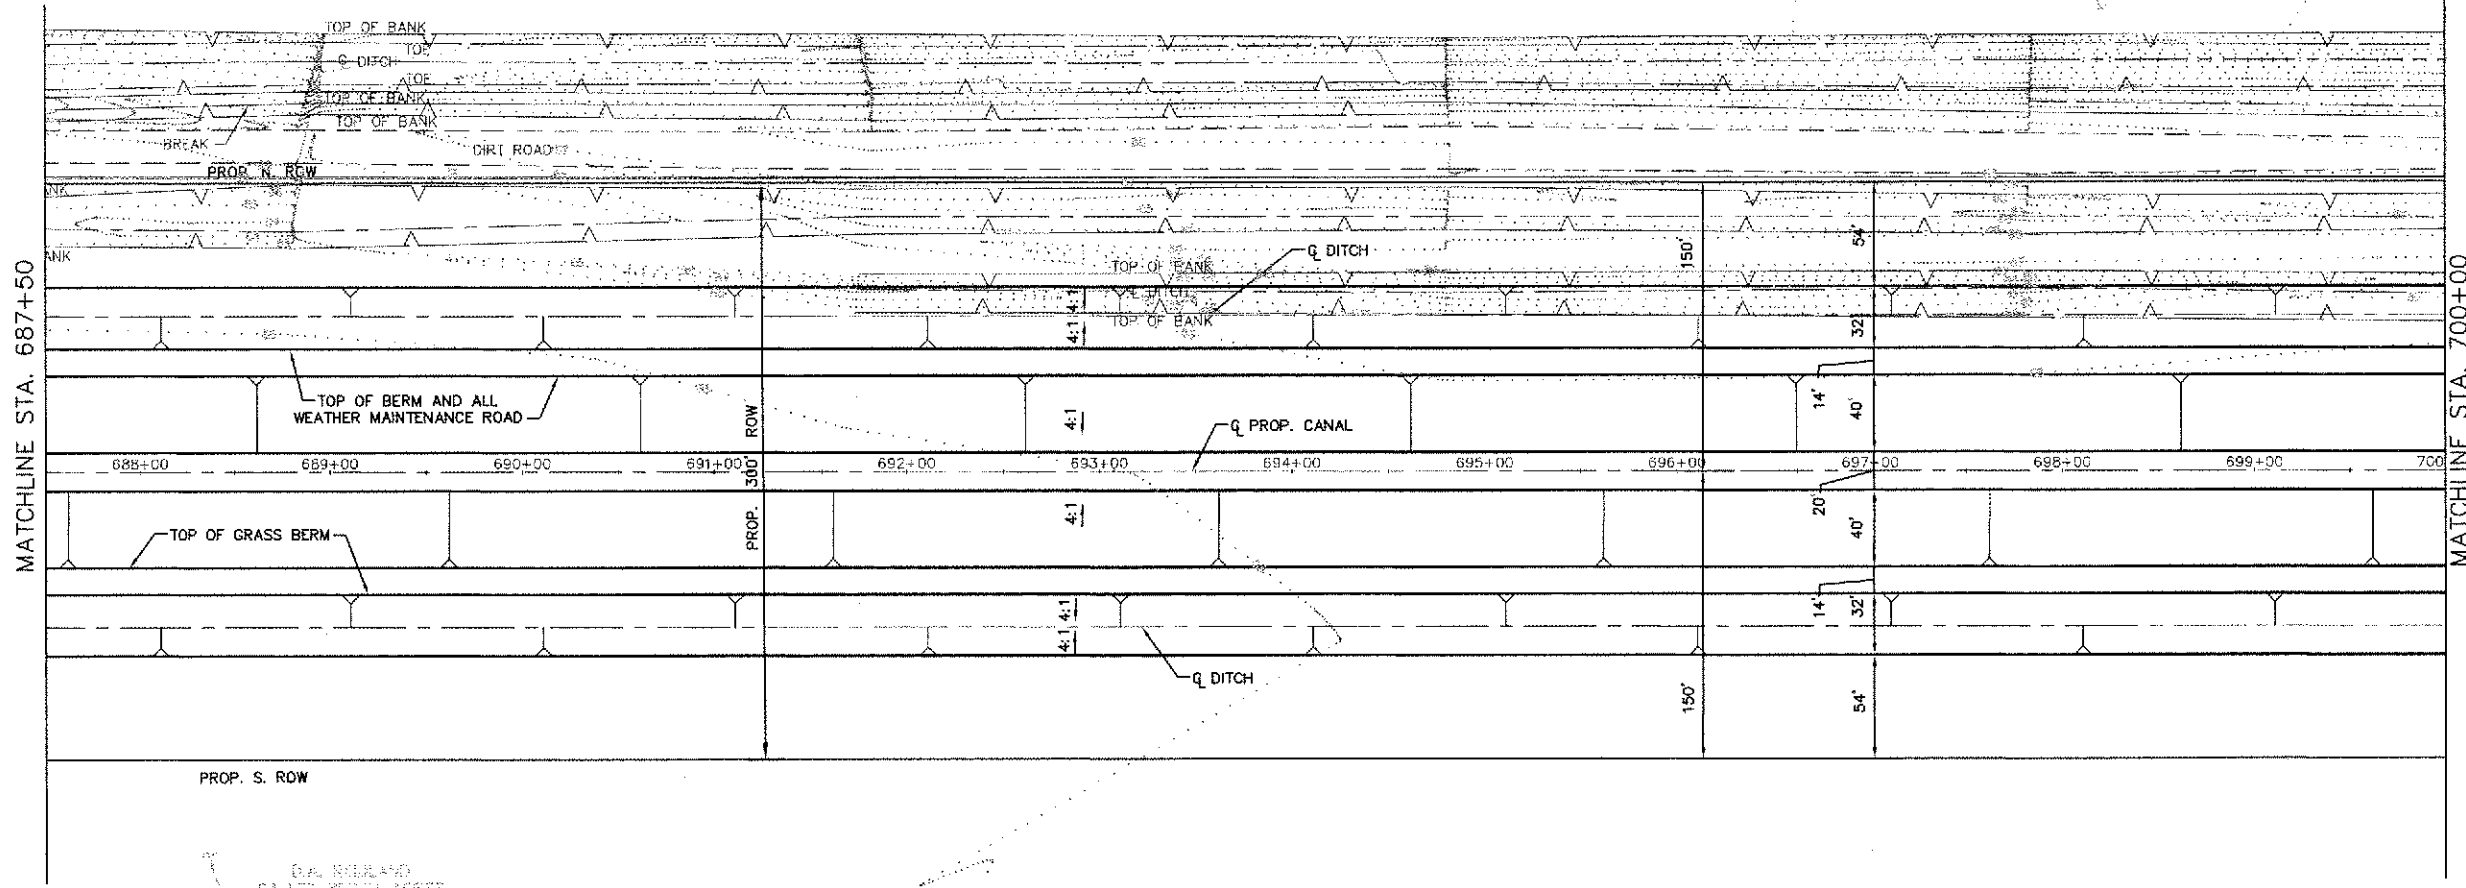 TOP OF BANK
TOE
℄ DITCH
TOE
TOP OF BANK
TOP OF BANK
BREAK
DIRT ROAD
PROP. N. ROW
ANK
ANK
MATCHLINE STA. 687+50
MATCHLINE STA. 700+00
150'
54'
℄ DITCH
TOP OF BANK
℄ DITCH
TOP OF BANK
4:1
4:1
32'
14'
40'
TOP OF BERM AND ALL
WEATHER MAINTENANCE ROAD
4:1
℄ PROP. CANAL
PROP. 300' ROW
688+00 689+00 690+00 691+00 692+00 693+00 694+00 695+00 696+00 697+00 698+00 699+00 700
4:1
20'
40'
TOP OF GRASS BERM
4:1
4:1
14'
32'
℄ DITCH
150'
54'
PROP. S. ROW